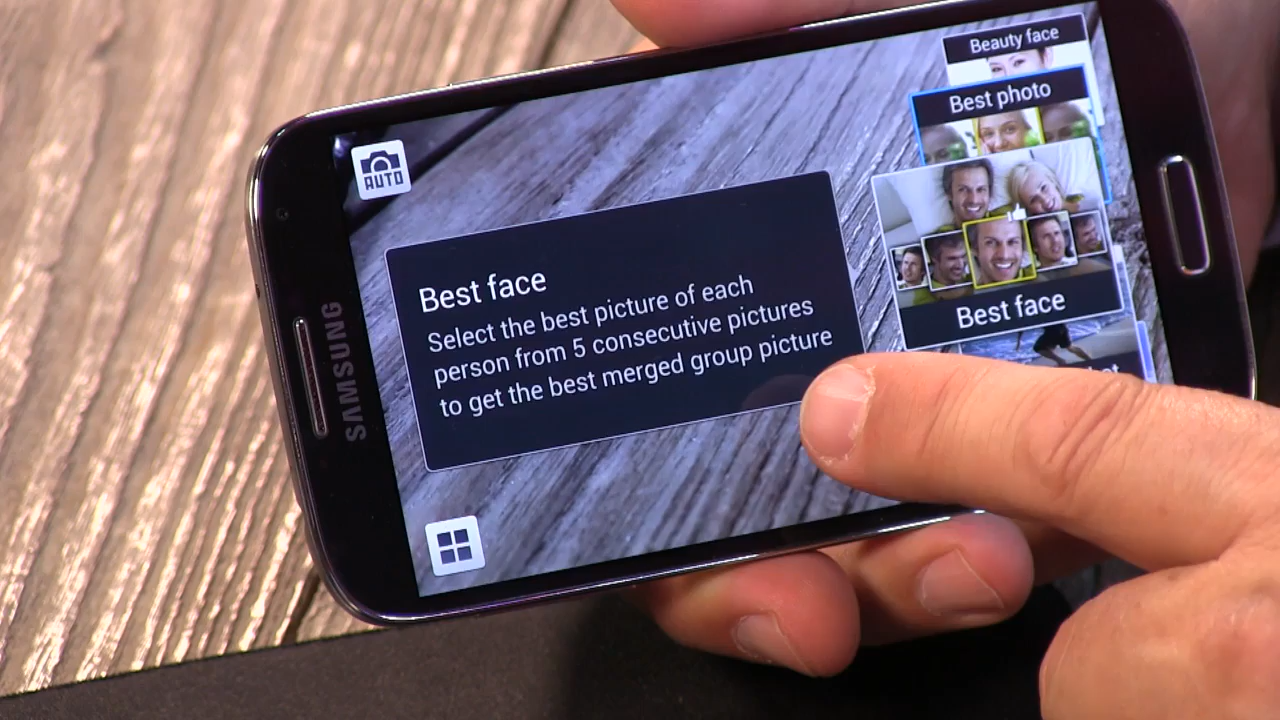 Beauty face
Best photo
AUTO
Best face
Best face
Select the best picture of each
person from 5 consecutive pictures
to get the best merged group picture
SAMSUNG